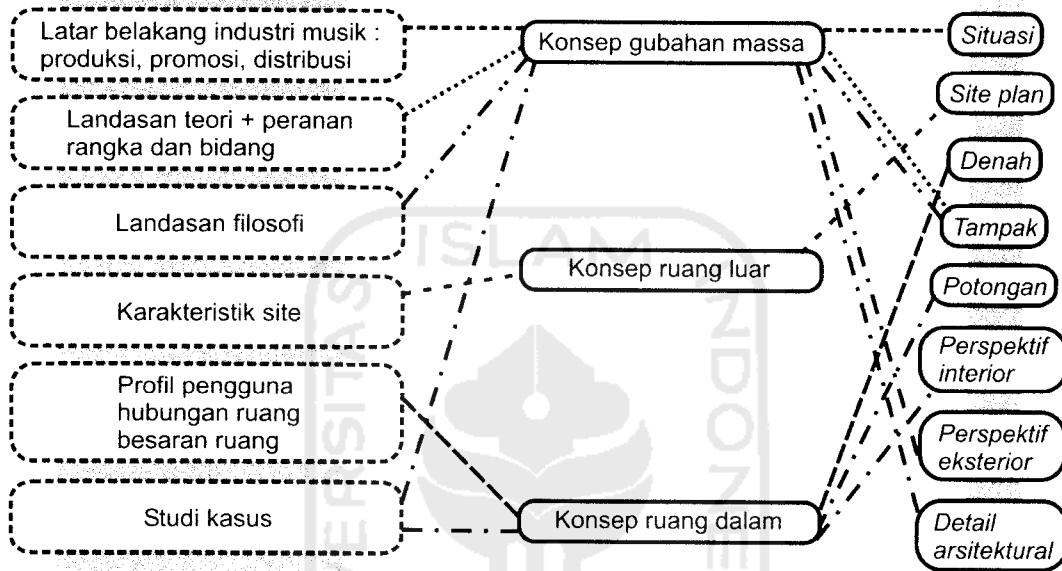 Latar belakang industri musik :
produksi, promosi, distribusi
Landasan teori + peranan
rangka dan bidang
Landasan filosofi
Karakteristik site
Profil pengguna
hubungan ruang
besaran ruang
Studi kasus
Konsep gubahan massa
Konsep ruang luar
Konsep ruang dalam
Situasi
Site plan
Denah
Tampak
Potongan
Perspektif
interior
Perspektif
eksterior
Detail
arsitektural
ISLAM